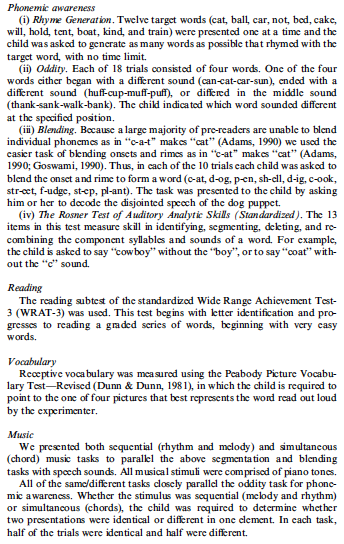 Phonemic awareness
(i) Rhyme Generation. Twelve target words (cat, ball, car, not, bed, cake,
will, hold, tent, boat, kind, and train) were presented one at a time and the
child was asked to generate as many words as possible that rhymed with the
target word, with no time limit.
(ii) Oddity. Each of 18 trials consisted of four words. One of the four
words either began with a different sound (can-cat-car-sun), ended with a
different sound (huff-cup-muff-puff), or differed in the middle sound
(thank-sank-walk-bank). The child indicated which word sounded different
at the specified position.
(iii) Blending. Because a large majority of pre-readers are unable to blend
individual phonemes as in “c-a-t” makes “cat” (Adams, 1990) we used the
easier task of blending onsets and rimes as in “c-at” makes “cat” (Adams,
1990; Goswami, 1990). Thus, in each of the 10 trials each child was asked to
blend the onset and rime to form a word (c-at, d-og, p-en, sh-ell, d-ig, c-ook,
str-eet, f-udge, st-ep, pl-ant). The task was presented to the child by asking
him or her to decode the disjointed speech of the dog puppet.
(iv) The Rosner Test of Auditory Analytic Skills (Standardized). The 13
items in this test measure skill in identifying, segmenting, deleting, and re-
combining the component syllables and sounds of a word. For example,
the child is asked to say “cowboy” without the “boy”, or to say “coat” with-
out the “c” sound.
Reading
The reading subtest of the standardized Wide Range Achievement Test-
3 (WRAT-3) was used. This test begins with letter identification and pro-
gresses to reading a graded series of words, beginning with very easy
words.
Vocabulary
Receptive vocabulary was measured using the Peabody Picture Vocabu-
lary Test—Revised (Dunn & Dunn, 1981), in which the child is required to
point to the one of four pictures that best represents the word read out loud
by the experimenter.
Music
We presented both sequential (rhythm and melody) and simultaneous
(chord) music tasks to parallel the above segmentation and blending
tasks with speech sounds. All musical stimuli were comprised of piano tones.
All of the same/different tasks closely parallel the oddity task for phone-
mic awareness. Whether the stimulus was sequential (melody and rhythm)
or simultaneous (chords), the child was required to determine whether
two presentations were identical or different in one element. In each task,
half of the trials were identical and half were different.